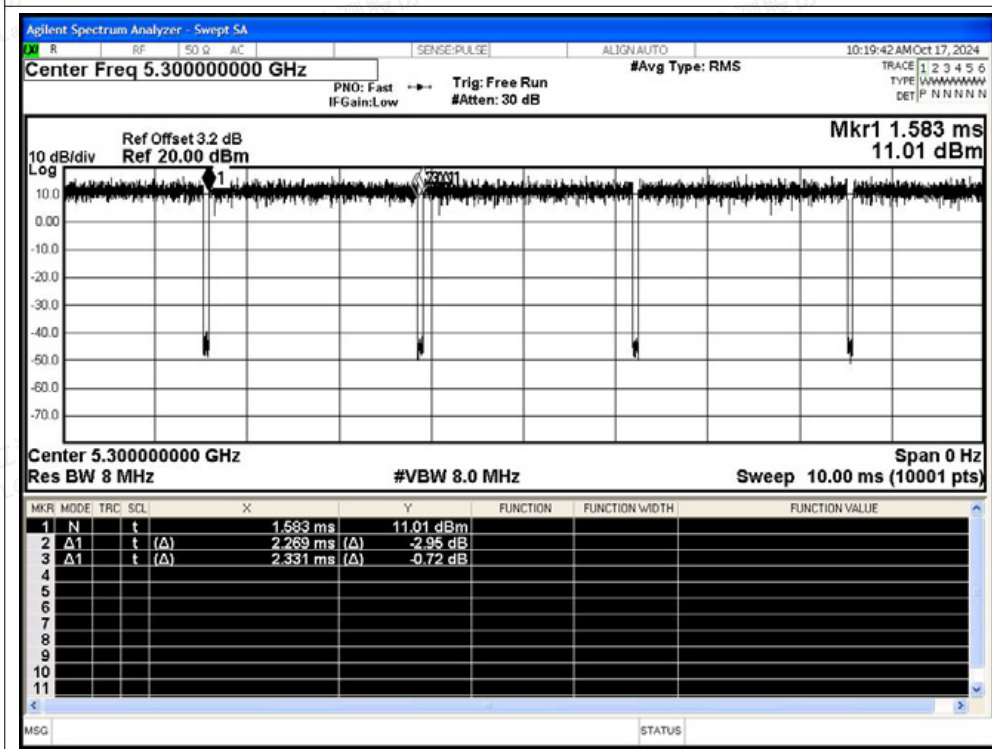 Agilent Spectrum Analyzer - Swept SA
R RF 50 Ω AC SENSE:PULSE ALIGN AUTO 10:19:42 AM Oct 17, 2024
Center Freq 5.300000000 GHz #Avg Type: RMS TRACE 1 2 3 4 5 6
PNO: Fast Trig: Free Run TYPE WWWWWW
IFGain:Low #Atten: 30 dB DET P N N N N N
Mkr1 1.583 ms
Ref Offset 3.2 dB
10 dB/div Ref 20.00 dBm 11.01 dBm
Log
1
10.0
0.00
-10.0
-20.0
-30.0
-40.0
-50.0
-60.0
-70.0
Center 5.300000000 GHz Span 0 Hz
Res BW 8 MHz #VBW 8.0 MHz Sweep 10.00 ms (10001 pts)
MKR MODE TRC SCL X Y FUNCTION FUNCTION WIDTH FUNCTION VALUE
1 N t 1.583 ms 11.01 dBm
2 Δ1 t (Δ) 2.269 ms (Δ) -2.95 dB
3 Δ1 t (Δ) 2.331 ms (Δ) -0.72 dB
4
5
6
7
8
9
10
11
MSG STATUS